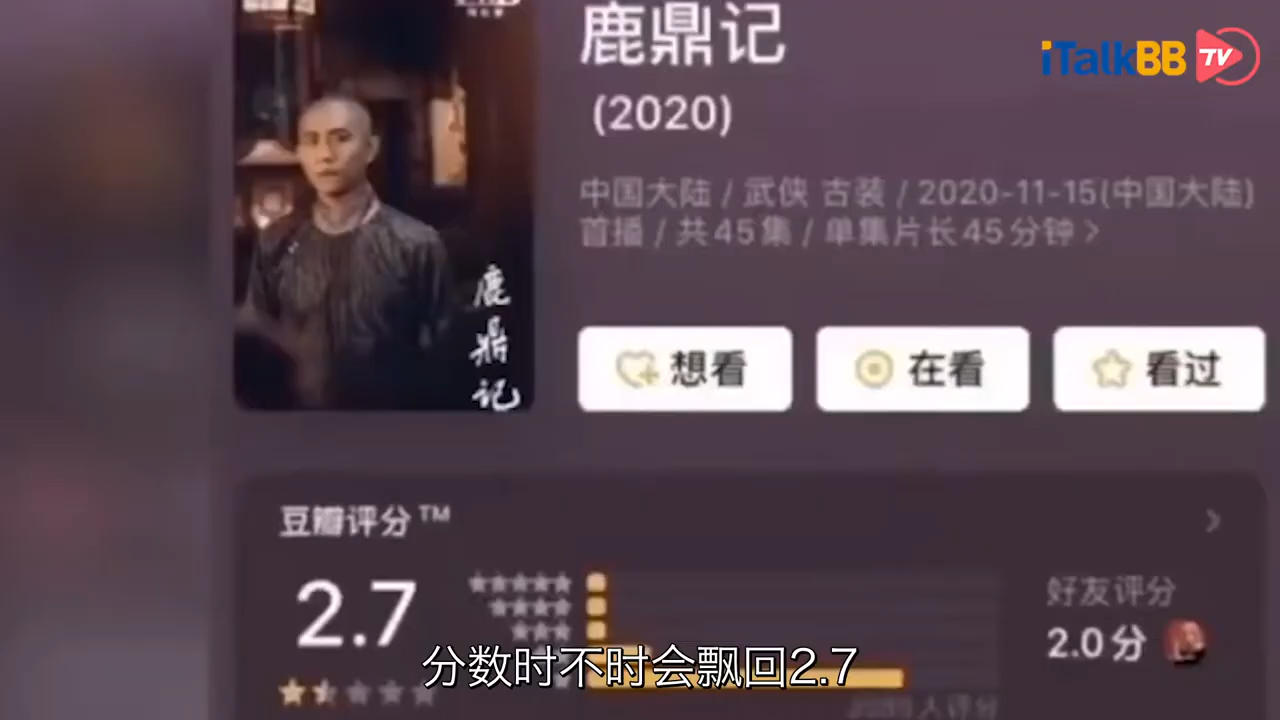 鹿鼎记
(2020)
iTalkBB TV
中国大陆 / 武侠 古装 / 2020-11-15(中国大陆)
首播 / 共45集 / 单集片长45分钟 >
鹿鼎记
想看
在看
看过
豆瓣评分™
2.7
好友评分
2.0分
人评分
分数时不时会飘回2.7